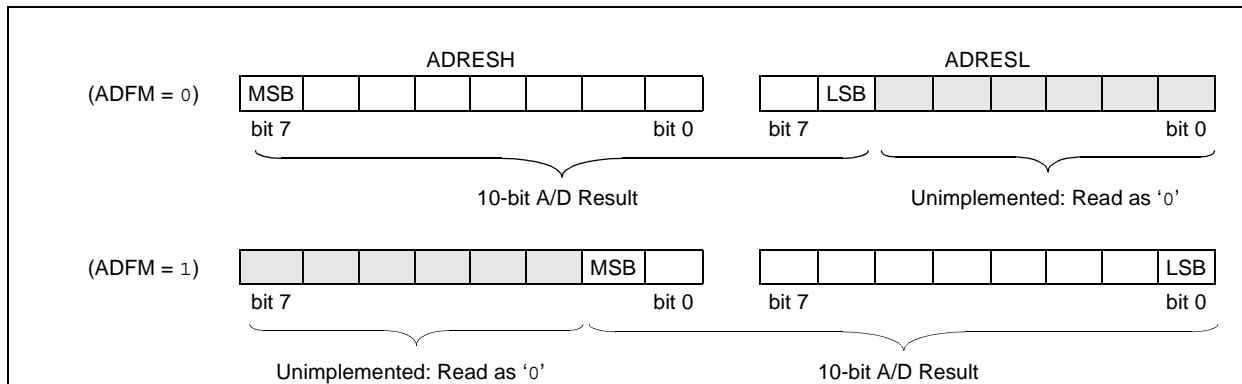 ADRESH ADRESL
(ADFM = 0) MSB LSB
bit 7 bit 0 bit 7 bit 0
10-bit A/D Result Unimplemented: Read as ‘0’
(ADFM = 1) MSB LSB
bit 7 bit 0 bit 7 bit 0
Unimplemented: Read as ‘0’ 10-bit A/D Result